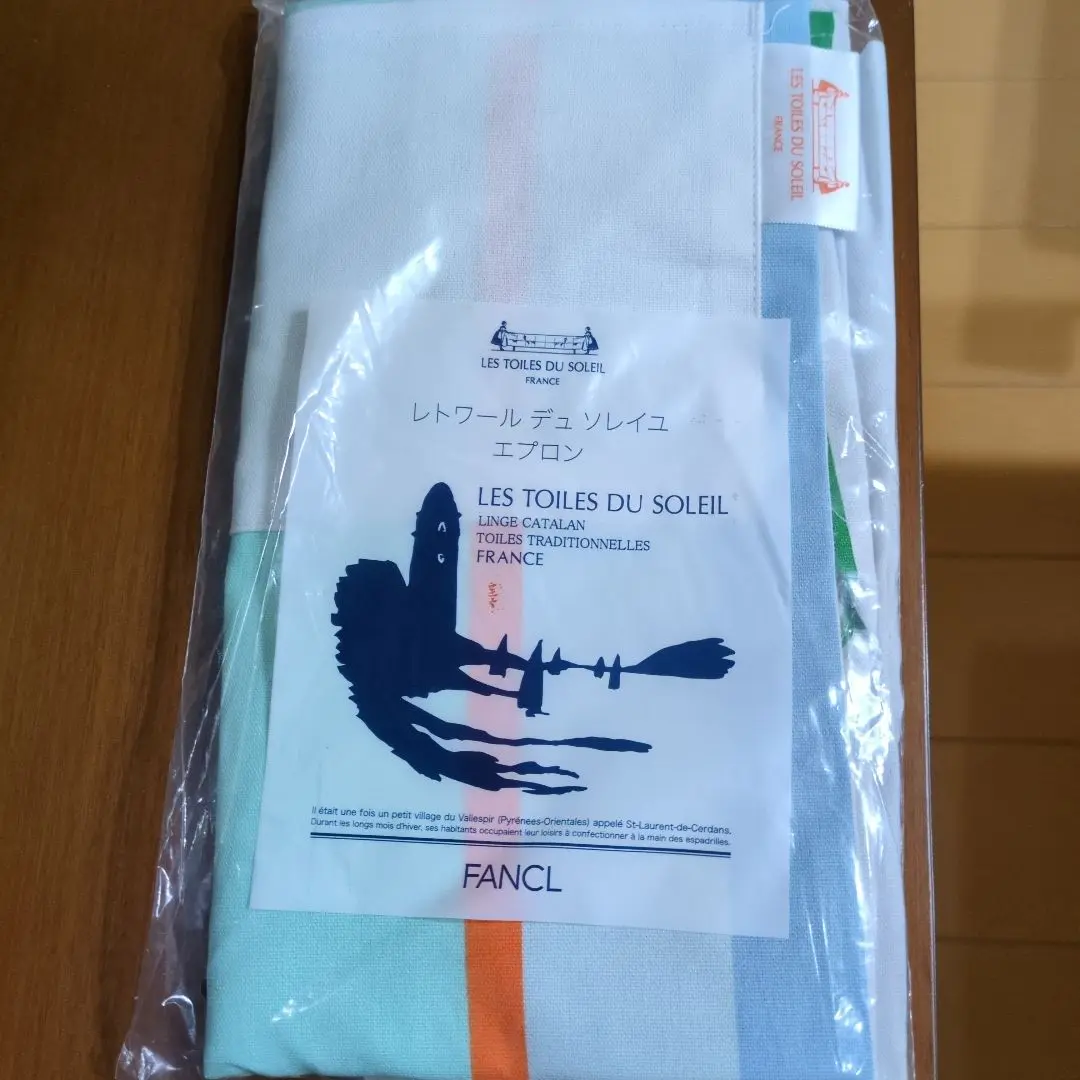 LES TOILES DU SOLEIL
FRANCE
LES TOILES DU SOLEIL
FRANCE
レトワール デュ ソレイユ
エプロン
LES TOILES DU SOLEIL
LINGE CATALAN
TOILES TRADITIONNELLES
FRANCE
Il était une fois un petit village du Vallespir (Pyrénées-Orientales) appelé St-Laurent-de-Cerdans.
Durant les longs mois d'hiver, ses habitants occupaient leur loisirs à confectionner à la main des espadrilles.
FANCL